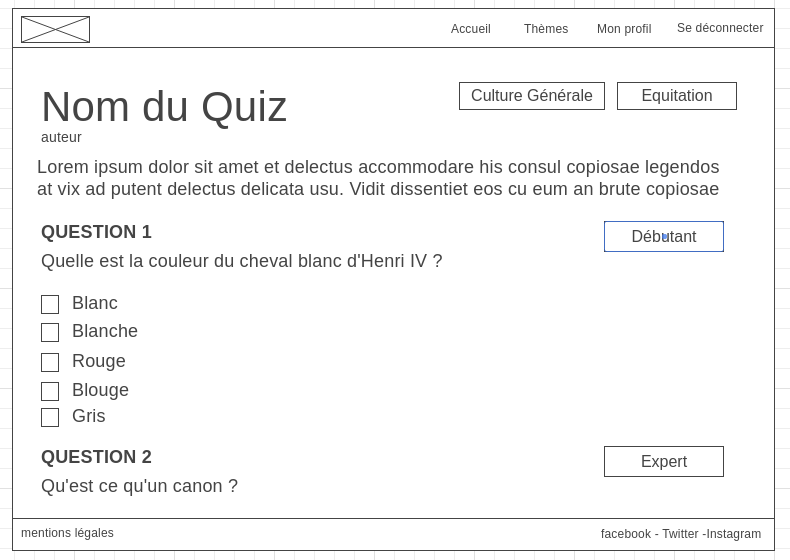 Accueil Thèmes Mon profil Se déconnecter
Nom du Quiz
Culture Générale Equitation
auteur
Lorem ipsum dolor sit amet et delectus accommodare his consul copiosae legendos
at vix ad putent delectus delicata usu. Vidit dissentiet eos cu eum an brute copiosae
QUESTION 1
Débutant
Quelle est la couleur du cheval blanc d'Henri IV ?
Blanc
Blanche
Rouge
Blouge
Gris
QUESTION 2
Expert
Qu'est ce qu'un canon ?
mentions légales
facebook - Twitter -Instagram